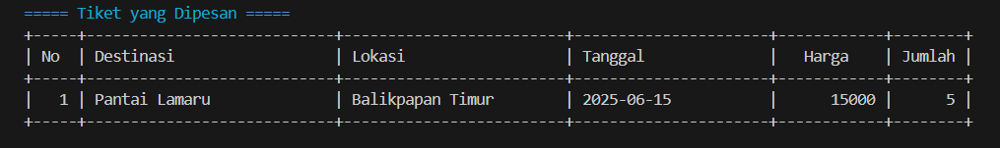 ===== Tiket yang Dipesan =====
+-----+----------------------------+-------------------------+----------------------+------------+--------+
| No  | Destinasi                  | Lokasi                  | Tanggal              |   Harga    | Jumlah |
+-----+----------------------------+-------------------------+----------------------+------------+--------+
|   1 | Pantai Lamaru              | Balikpapan Timur        | 2025-06-15           |      15000 |      5 |
+-----+----------------------------+-------------------------+----------------------+------------+--------+